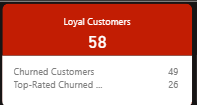 Loyal Customers
58
Churned Customers 49
Top-Rated Churned ... 26